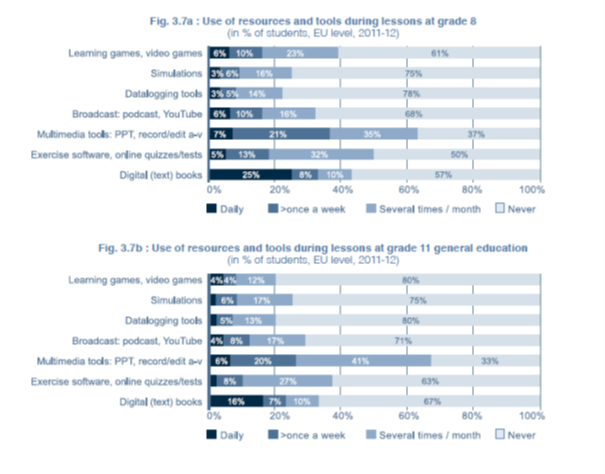 Fig. 3.7a : Use of resources and tools during lessons at grade 8
(in % of students, EU level, 2011-12)
Learning games, video games 6% 10% 23% 61%
Simulations 3% 6% 16% 75%
Datalogging tools 3% 5% 14% 78%
Broadcast: podcast, YouTube 6% 10% 16% 68%
Multimedia tools: PPT, record/edit a-v 7% 21% 35% 37%
Exercise software, online quizzes/tests 5% 13% 32% 50%
Digital (text) books 25% 8% 10% 57%
0% 20% 40% 60% 80% 100%
Daily >once a week Several times / month Never
Fig. 3.7b : Use of resources and tools during lessons at grade 11 general education
(in % of students, EU level, 2011-12)
Learning games, video games 4% 4% 12% 80%
Simulations 6% 17% 75%
Datalogging tools 5% 13% 80%
Broadcast: podcast, YouTube 4% 8% 17% 71%
Multimedia tools: PPT, record/edit a-v 6% 20% 41% 33%
Exercise software, online quizzes/tests 8% 27% 63%
Digital (text) books 16% 7% 10% 67%
0% 20% 40% 60% 80% 100%
Daily >once a week Several times / month Never